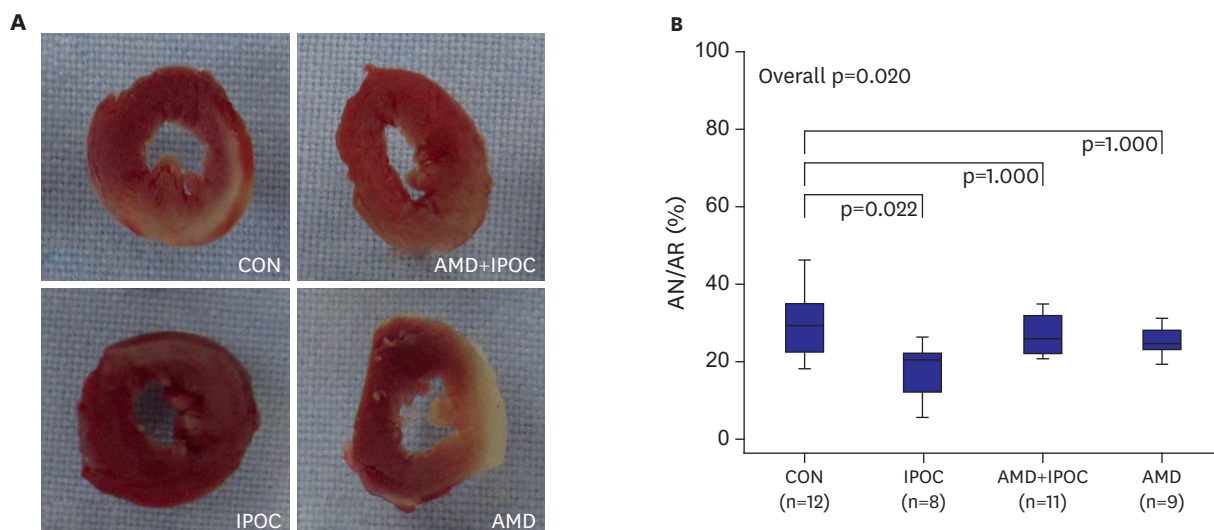 A
CON
AMD+IPOC
IPOC
AMD
B
100
80
60
40
20
0
AN/AR (%)
Overall p=0.020
p=1.000
p=1.000
p=0.022
CON
(n=12)
IPOC
(n=8)
AMD+IPOC
(n=11)
AMD
(n=9)